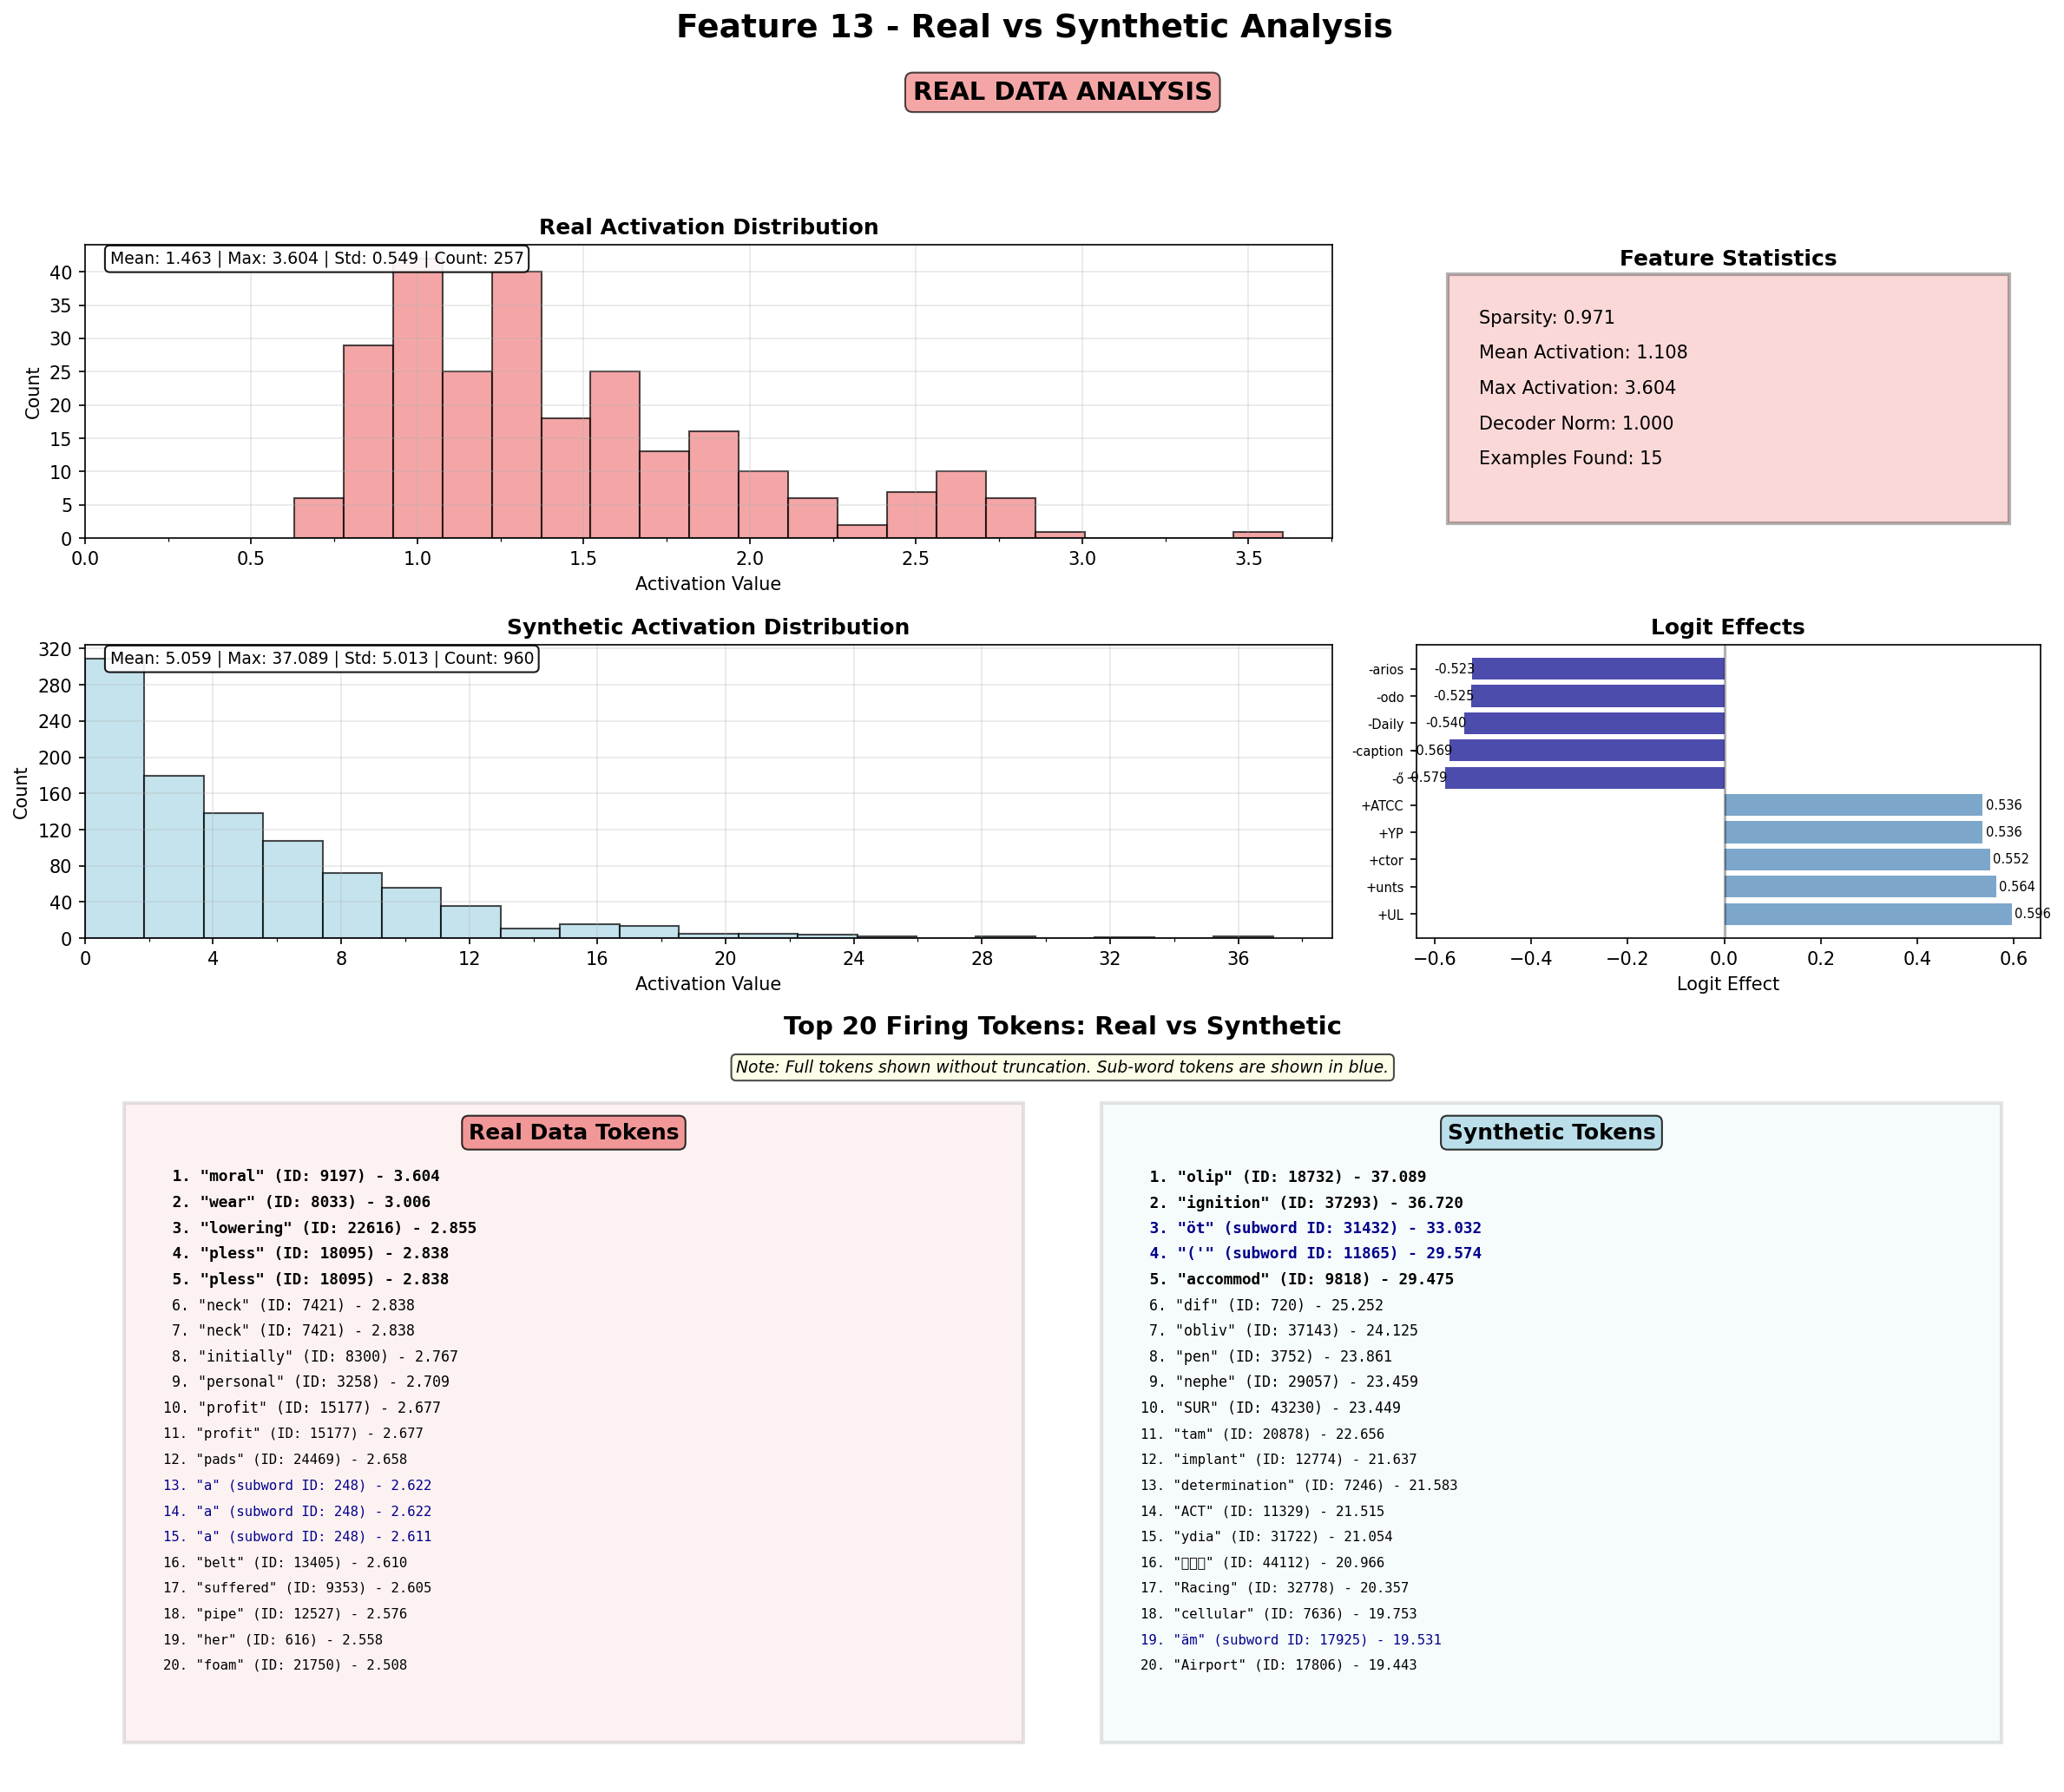 Feature 13 - Real vs Synthetic Analysis
REAL DATA ANALYSIS
Real Activation Distribution
Mean: 1.463 | Max: 3.604 | Std: 0.549 | Count: 257
40
35
30
25
20
15
10
5
0
Count
0.0 0.5 1.0 1.5 2.0 2.5 3.0 3.5
Activation Value
Feature Statistics
Sparsity: 0.971
Mean Activation: 1.108
Max Activation: 3.604
Decoder Norm: 1.000
Examples Found: 15
Synthetic Activation Distribution
Mean: 5.059 | Max: 37.089 | Std: 5.013 | Count: 960
320
280
240
200
160
120
80
40
0
Count
0 4 8 12 16 20 24 28 32 36
Activation Value
Logit Effects
-arios -0.523
-odo -0.525
-Daily -0.540
-caption -0.569
-ő -0.579
+ATCC 0.536
+YP 0.536
+ctor 0.552
+unts 0.564
+UL 0.596
−0.6 −0.4 −0.2 0.0 0.2 0.4 0.6
Logit Effect
Top 20 Firing Tokens: Real vs Synthetic
Note: Full tokens shown without truncation. Sub-word tokens are shown in blue.
Real Data Tokens
1. "moral" (ID: 9197) - 3.604
2. "wear" (ID: 8033) - 3.006
3. "lowering" (ID: 22616) - 2.855
4. "pless" (ID: 18095) - 2.838
5. "pless" (ID: 18095) - 2.838
6. "neck" (ID: 7421) - 2.838
7. "neck" (ID: 7421) - 2.838
8. "initially" (ID: 8300) - 2.767
9. "personal" (ID: 3258) - 2.709
10. "profit" (ID: 15177) - 2.677
11. "profit" (ID: 15177) - 2.677
12. "pads" (ID: 24469) - 2.658
13. "a" (subword ID: 248) - 2.622
14. "a" (subword ID: 248) - 2.622
15. "a" (subword ID: 248) - 2.611
16. "belt" (ID: 13405) - 2.610
17. "suffered" (ID: 9353) - 2.605
18. "pipe" (ID: 12527) - 2.576
19. "her" (ID: 616) - 2.558
20. "foam" (ID: 21750) - 2.508
Synthetic Tokens
1. "olip" (ID: 18732) - 37.089
2. "ignition" (ID: 37293) - 36.720
3. "öt" (subword ID: 31432) - 33.032
4. "('" (subword ID: 11865) - 29.574
5. "accommod" (ID: 9818) - 29.475
6. "dif" (ID: 720) - 25.252
7. "obliv" (ID: 37143) - 24.125
8. "pen" (ID: 3752) - 23.861
9. "nephe" (ID: 29057) - 23.459
10. "SUR" (ID: 43230) - 23.449
11. "tam" (ID: 20878) - 22.656
12. "implant" (ID: 12774) - 21.637
13. "determination" (ID: 7246) - 21.583
14. "ACT" (ID: 11329) - 21.515
15. "ydia" (ID: 31722) - 21.054
16. "□□□" (ID: 44112) - 20.966
17. "Racing" (ID: 32778) - 20.357
18. "cellular" (ID: 7636) - 19.753
19. "äm" (subword ID: 17925) - 19.531
20. "Airport" (ID: 17806) - 19.443